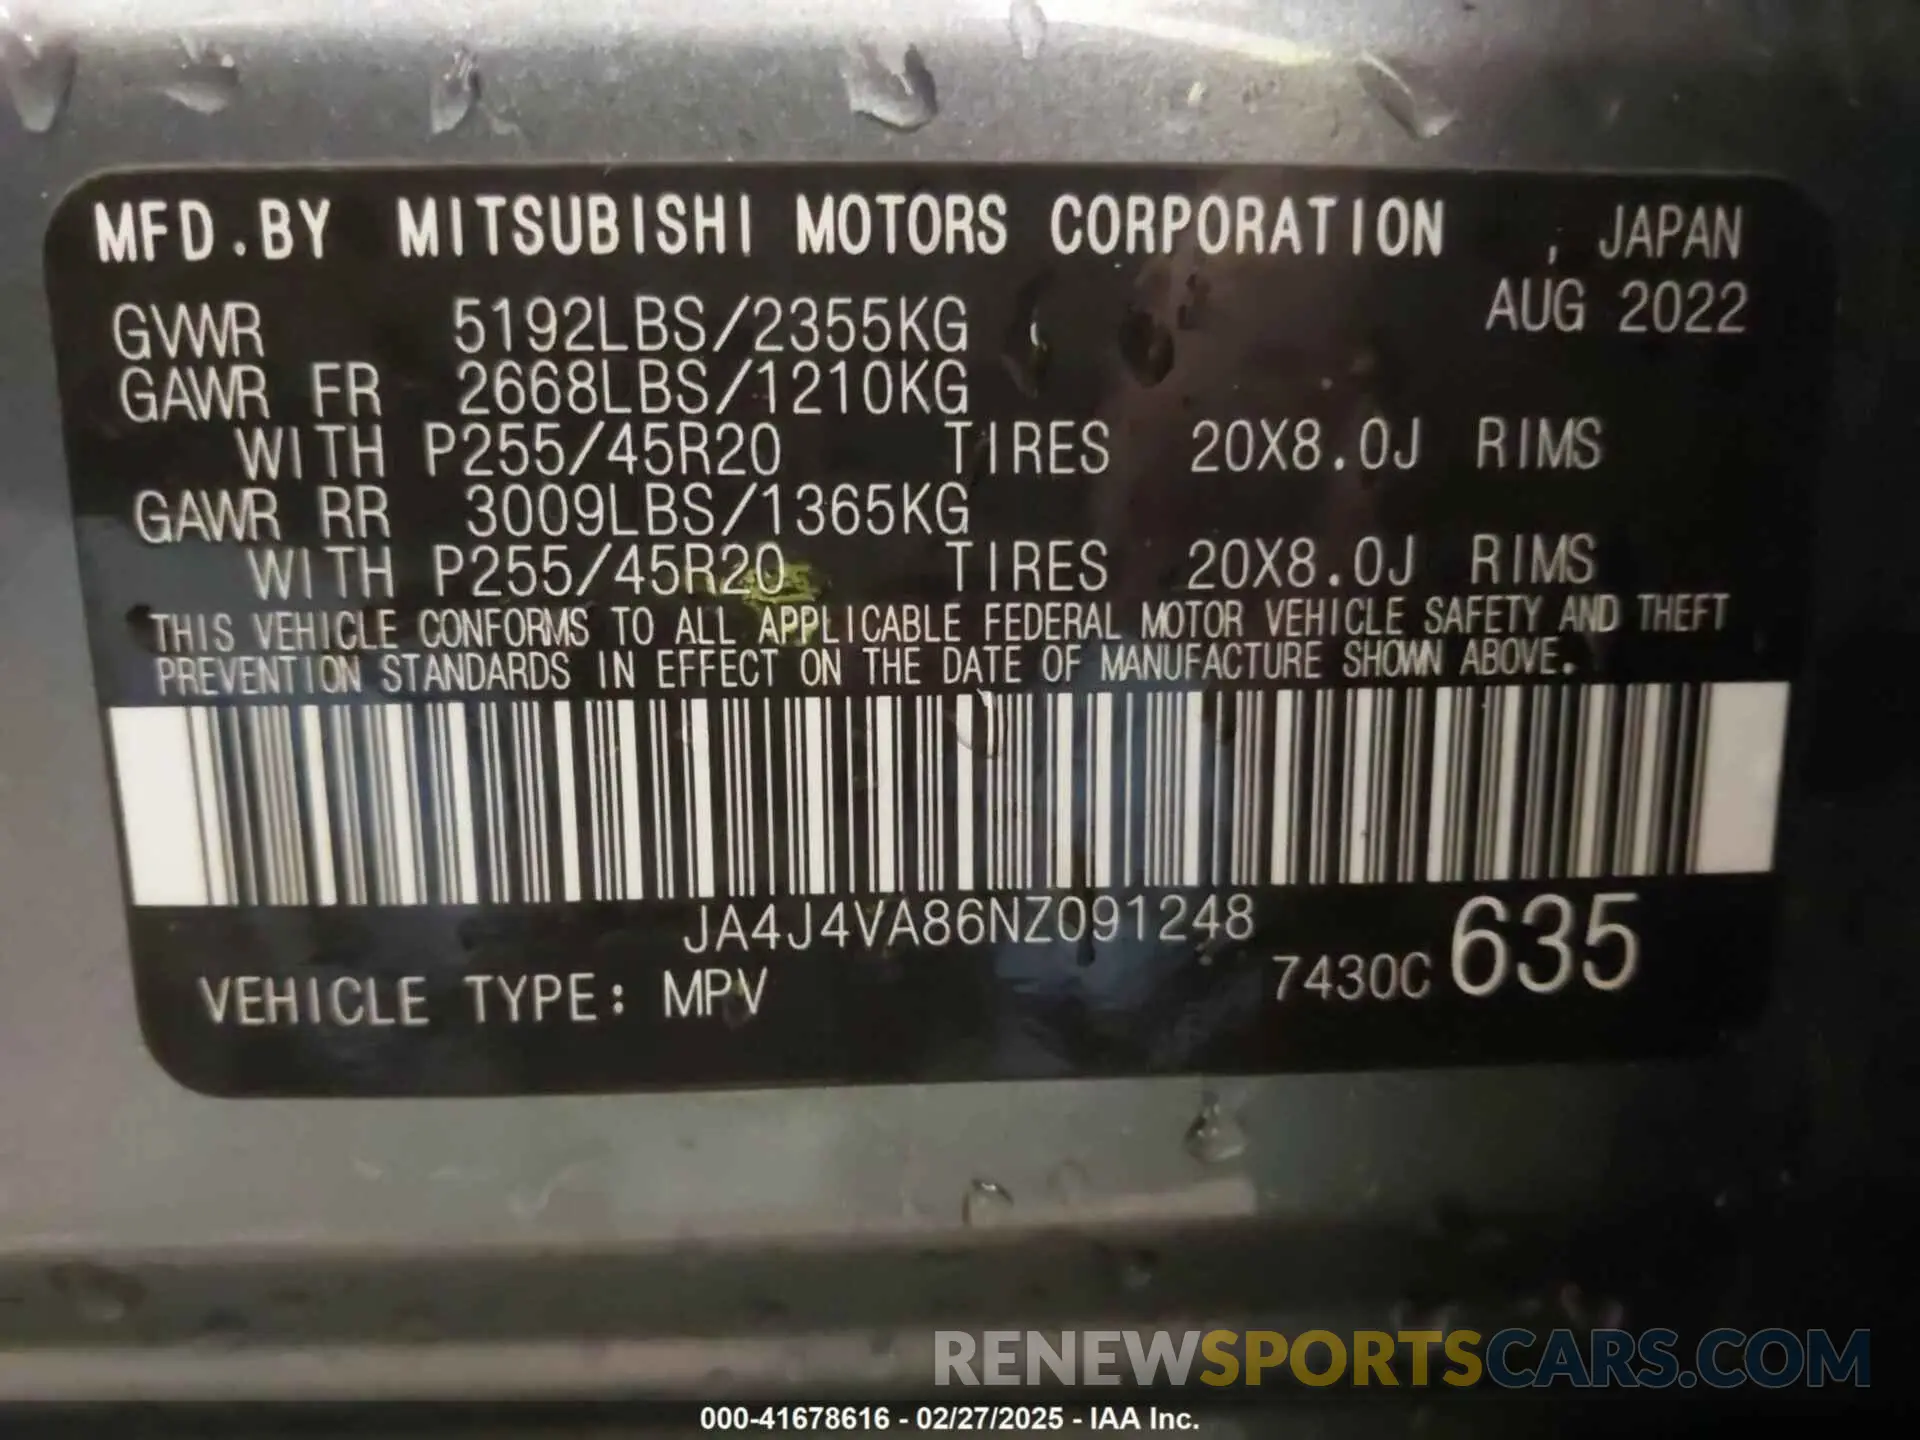 MFD.BY MITSUBISHI MOTORS CORPORATION , JAPAN
AUG 2022
GVWR 5192LBS/2355KG
GAWR FR 2668LBS/1210KG
WITH P255/45R20 TIRES 20X8.0J RIMS
GAWR RR 3009LBS/1365KG
WITH P255/45R20 TIRES 20X8.0J RIMS
THIS VEHICLE CONFORMS TO ALL APPLICABLE FEDERAL MOTOR VEHICLE SAFETY AND THEFT
PREVENTION STANDARDS IN EFFECT ON THE DATE OF MANUFACTURE SHOWN ABOVE.
JA4J4VA86NZ091248
7430C 635
VEHICLE TYPE: MPV
RENEWSPORTSCARS.COM
000-41678616 - 02/27/2025 - IAA Inc.